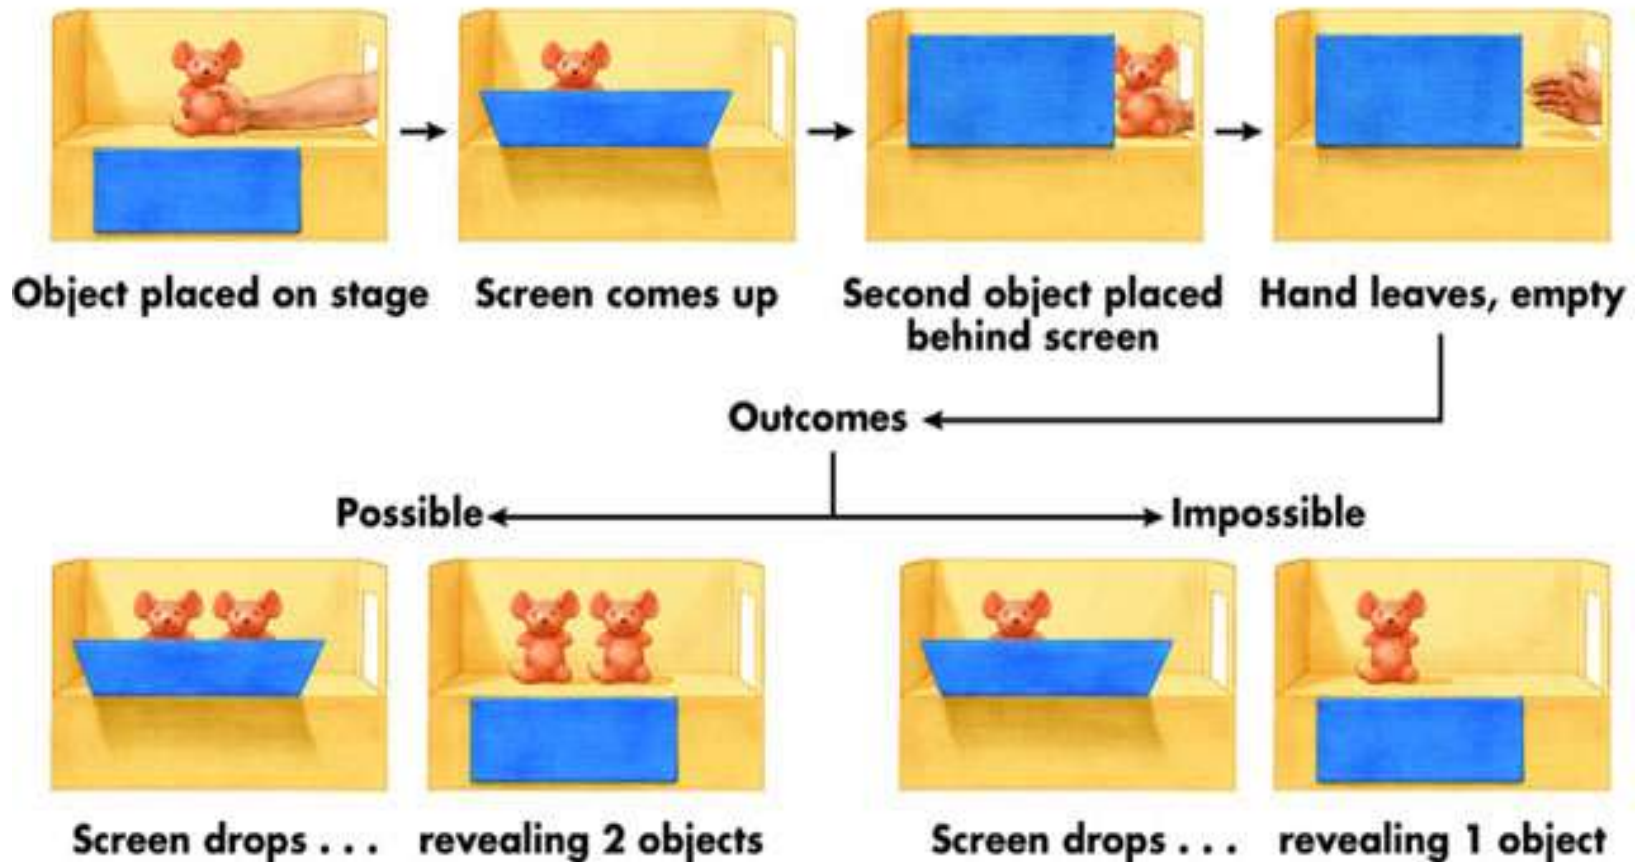 Object placed on stage
Screen comes up
Second object placed
behind screen
Hand leaves, empty
Outcomes
Possible
Impossible
Screen drops . . .
revealing 2 objects
Screen drops . . .
revealing 1 object